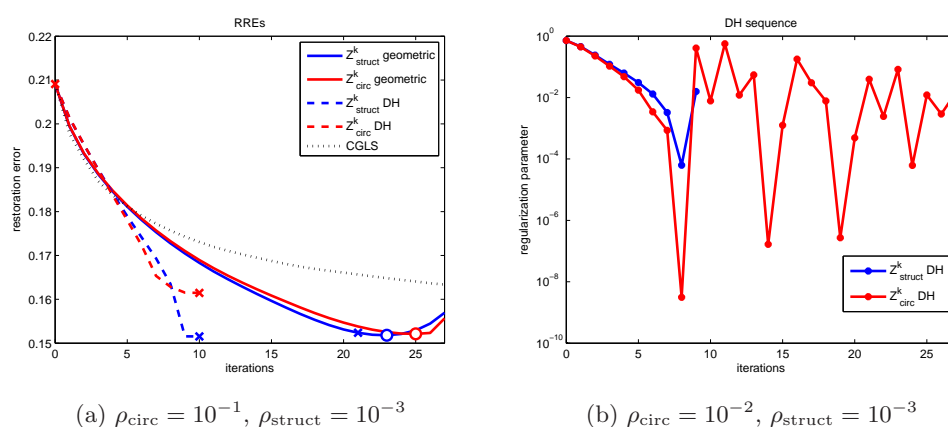 RREs
0.22
0.21
0.2
0.19
0.18
0.17
0.16
0.15
restoration error
0
5
10
15
20
25
iterations
Z^k_struct geometric
Z^k_circ geometric
Z^k_struct DH
Z^k_circ DH
CGLS
(a) ρ_circ = 10^−1, ρ_struct = 10^−3
DH sequence
10^0
10^−2
10^−4
10^−6
10^−8
10^−10
regularization parameter
0
5
10
15
20
25
iterations
Z^k_struct DH
Z^k_circ DH
(b) ρ_circ = 10^−2, ρ_struct = 10^−3